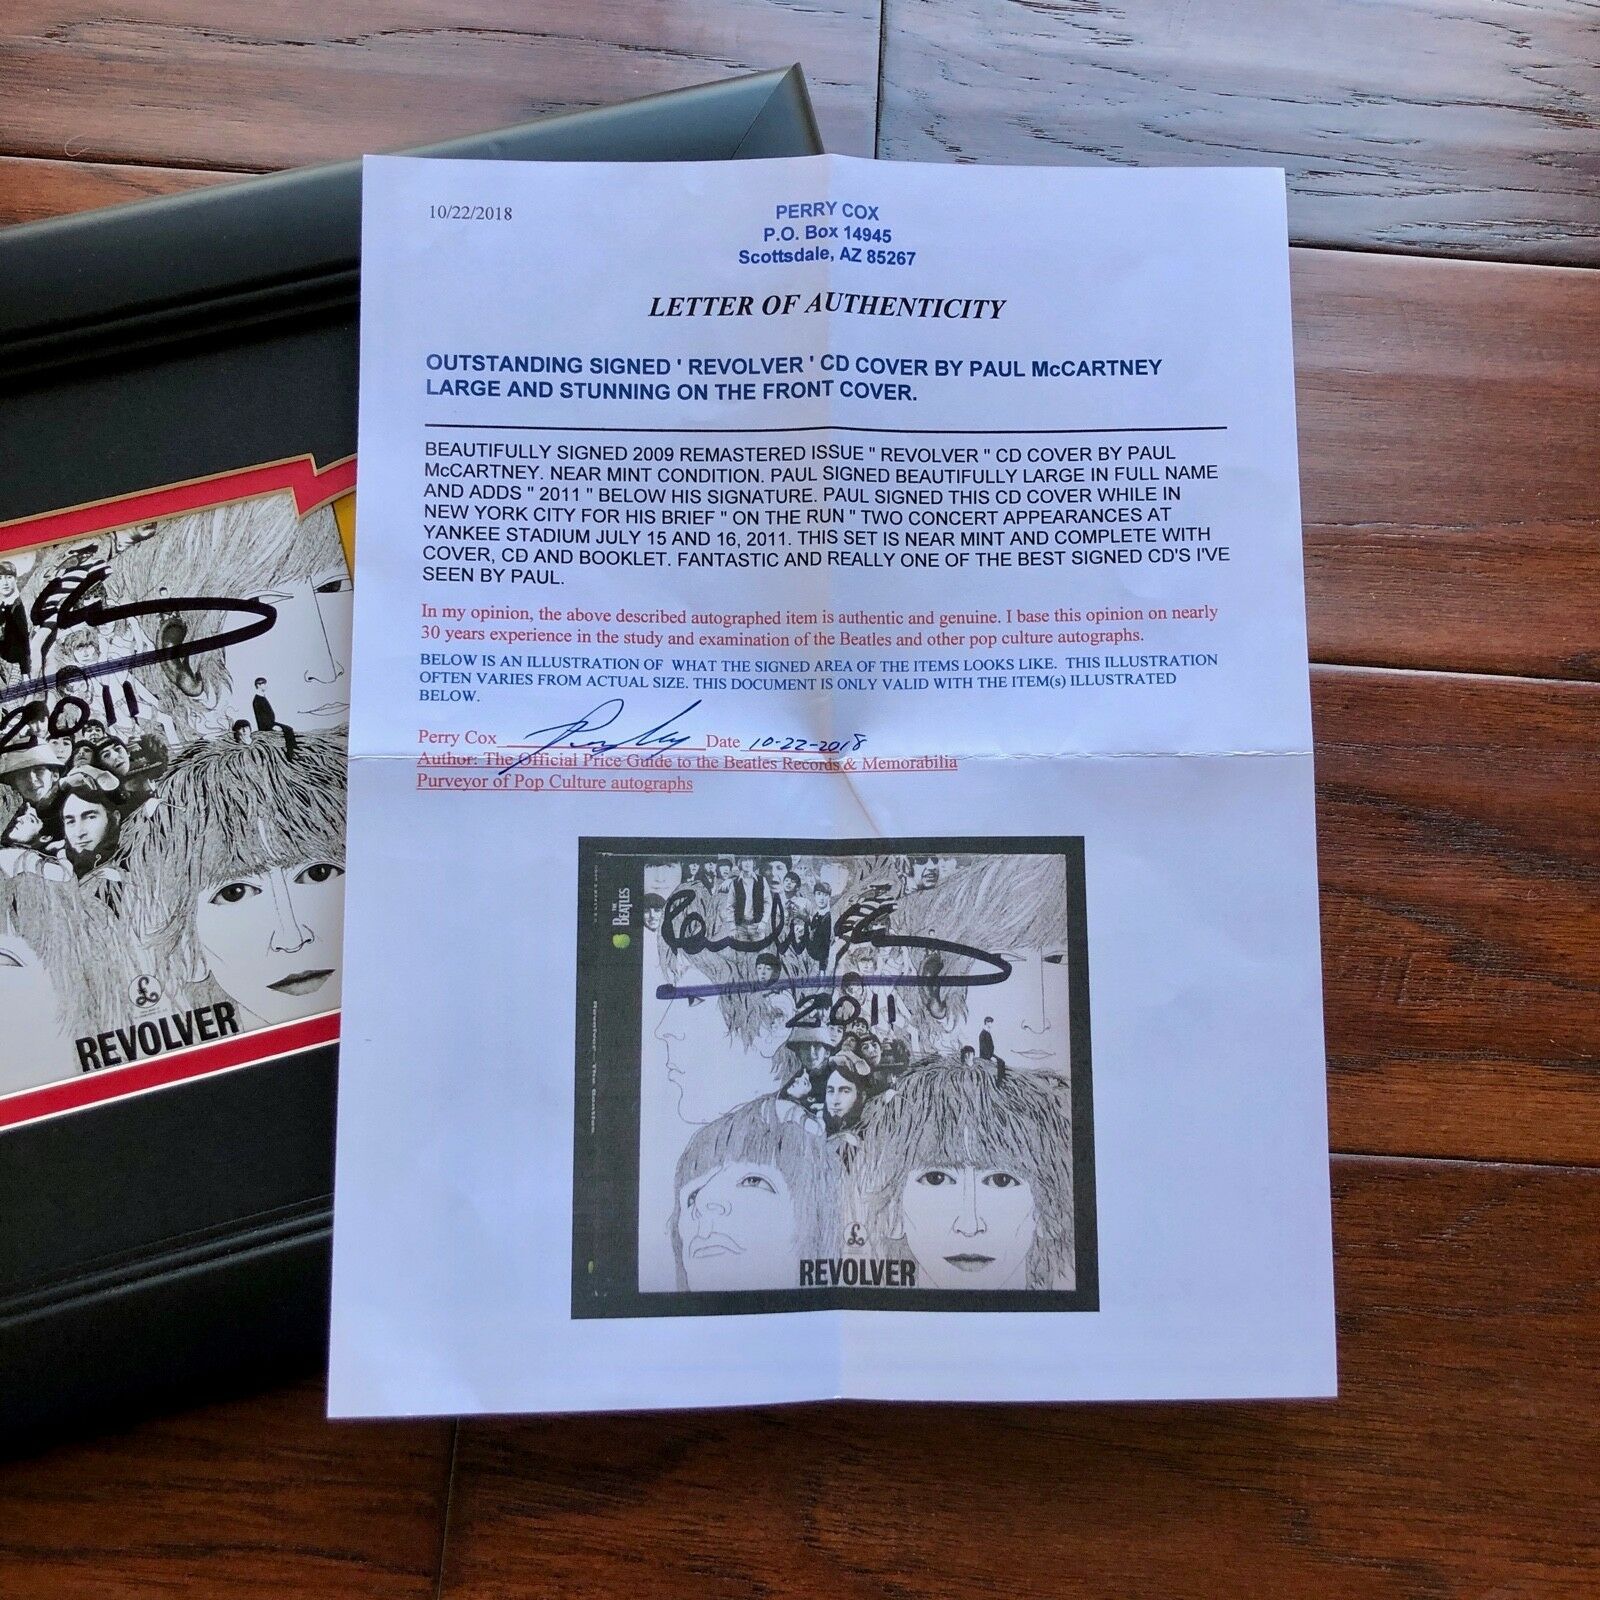 10/22/2018
PERRY COX
P.O. Box 14945
Scottsdale, AZ 85267
LETTER OF AUTHENTICITY
OUTSTANDING SIGNED ' REVOLVER ' CD COVER BY PAUL McCARTNEY
LARGE AND STUNNING ON THE FRONT COVER.
BEAUTIFULLY SIGNED 2009 REMASTERED ISSUE " REVOLVER " CD COVER BY PAUL
McCARTNEY. NEAR MINT CONDITION. PAUL SIGNED BEAUTIFULLY LARGE IN FULL NAME
AND ADDS " 2011 " BELOW HIS SIGNATURE. PAUL SIGNED THIS CD COVER WHILE IN
NEW YORK CITY FOR HIS BRIEF " ON THE RUN " TWO CONCERT APPEARANCES AT
YANKEE STADIUM JULY 15 AND 16, 2011. THIS SET IS NEAR MINT AND COMPLETE WITH
COVER, CD AND BOOKLET. FANTASTIC AND REALLY ONE OF THE BEST SIGNED CD'S I'VE
SEEN BY PAUL.
In my opinion, the above described autographed item is authentic and genuine. I base this opinion on nearly
30 years experience in the study and examination of the Beatles and other pop culture autographs.
BELOW IS AN ILLUSTRATION OF WHAT THE SIGNED AREA OF THE ITEMS LOOKS LIKE. THIS ILLUSTRATION
OFTEN VARIES FROM ACTUAL SIZE. THIS DOCUMENT IS ONLY VALID WITH THE ITEM(s) ILLUSTRATED
BELOW.
Perry Cox Date 10-22-2018
Author: The Official Price Guide to the Beatles Records & Memorabilia
Purveyor of Pop Culture autographs
THE BEATLES
Revolver - The Beatles
2011
£
REVOLVER
2011
£
REVOLVER